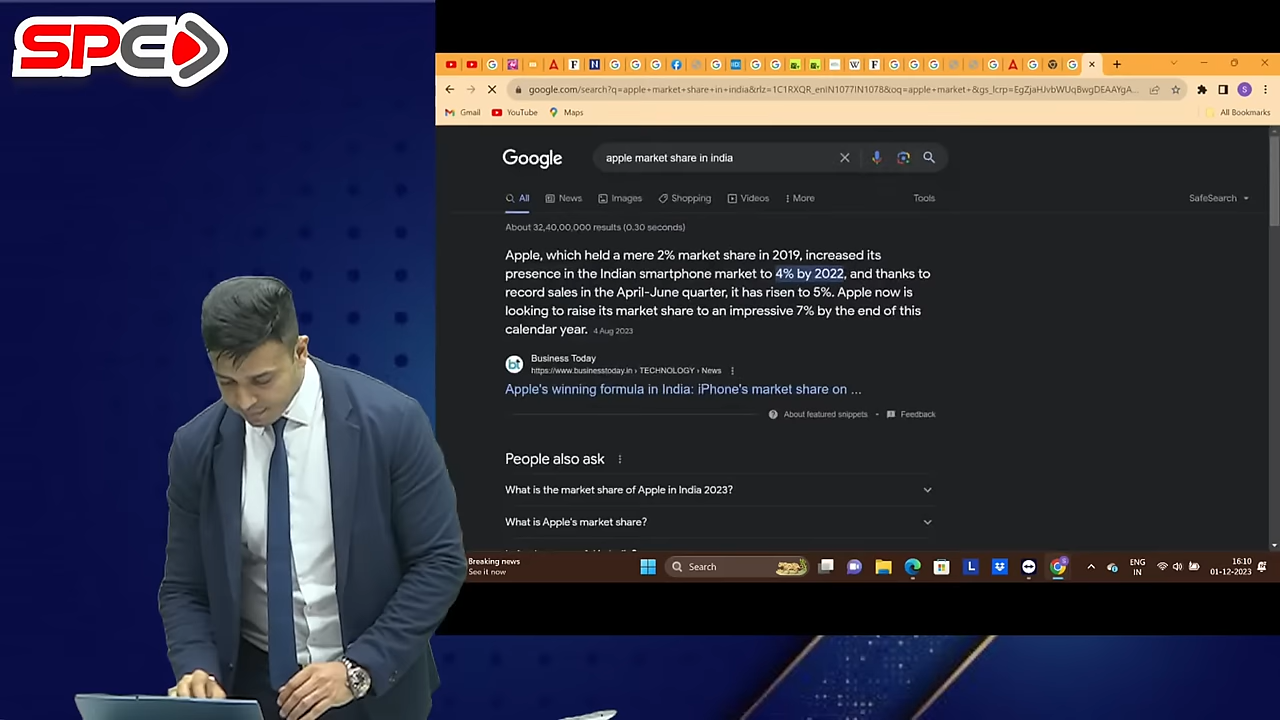 SPC
google.com/search?q=apple+market+share+in+india&rlz=1C1RXQR_enIN1077IN1078&oq=apple+market+&gs_lcrp=EgZjaHJvbWUqBwgDEAAYgA...
Gmail YouTube Maps All Bookmarks
Google apple market share in india
All News Images Shopping Videos More Tools SafeSearch
About 32,40,00,000 results (0.30 seconds)
Apple, which held a mere 2% market share in 2019, increased its
presence in the Indian smartphone market to 4% by 2022, and thanks to
record sales in the April-June quarter, it has risen to 5%. Apple now is
looking to raise its market share to an impressive 7% by the end of this
calendar year. 4 Aug 2023
bt Business Today
https://www.businesstoday.in › TECHNOLOGY › News
Apple's winning formula in India: iPhone's market share on ...
About featured snippets • Feedback
People also ask
What is the market share of Apple in India 2023?
What is Apple's market share?
Breaking news
See it now
Search
ENG
IN
16:10
01-12-2023